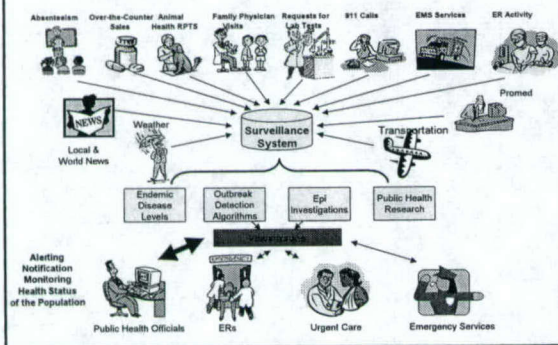 Absenteeism
Over-the-Counter
Sales
Animal
Health RPTS
Family Physician
Visits
Requests for
Lab Tests
911 Calls
EMS Services
ER Activity
NEWS
Local &
World News
Weather
Surveillance
System
Transportation
Promed
Endemic
Disease
Levels
Outbreak
Detection
Algorithms
Epi
Investigations
Public Health
Research
Alerting
Notification
Monitoring
Health Status
of the Population
Public Health Officials
ERs
Urgent Care
Emergency Services